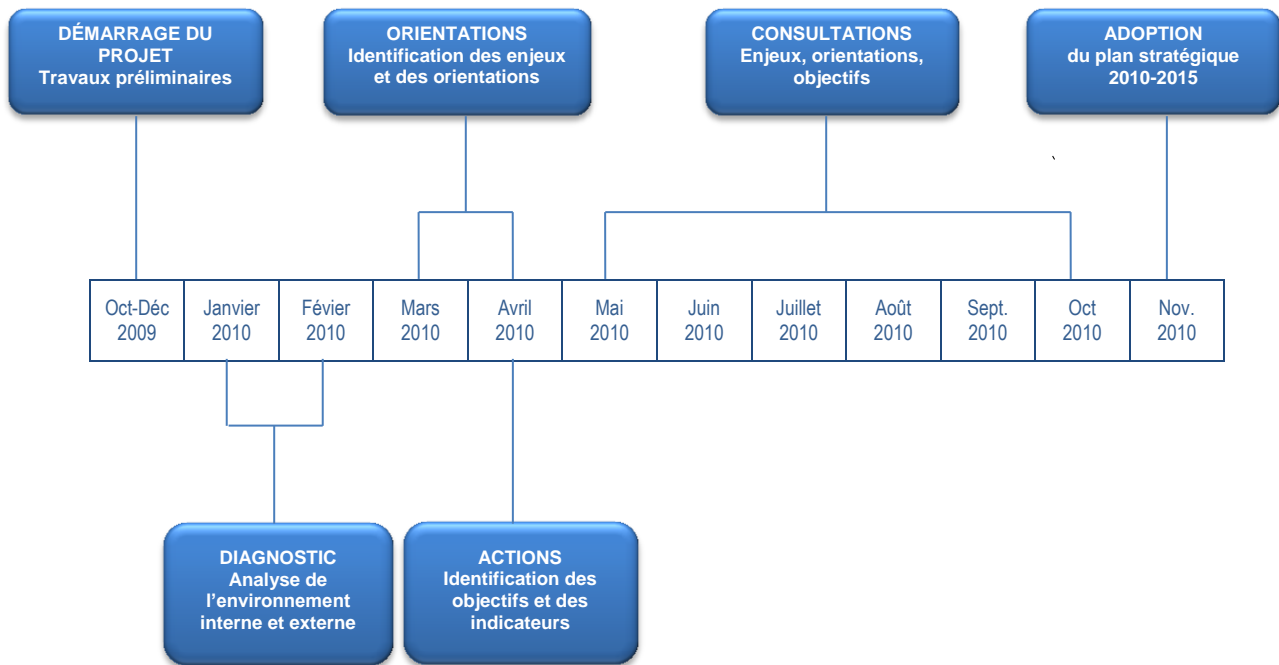 DÉMARRAGE DU
PROJET
Travaux préliminaires
ORIENTATIONS
Identification des enjeux
et des orientations
CONSULTATIONS
Enjeux, orientations,
objectifs
ADOPTION
du plan stratégique
2010-2015
`
Oct-Déc
2009
Janvier
2010
Févier
2010
Mars
2010
Avril
2010
Mai
2010
Juin
2010
Juillet
2010
Août
2010
Sept.
2010
Oct
2010
Nov.
2010
DIAGNOSTIC
Analyse de
l’environnement
interne et externe
ACTIONS
Identification des
objectifs et des
indicateurs